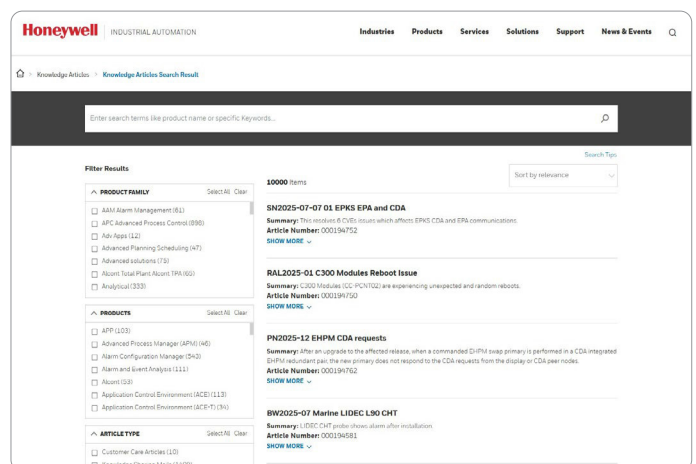 Honeywell INDUSTRIAL AUTOMATION
Industries Products Services Solutions Support News & Events
> Knowledge Articles > Knowledge Articles Search Result
Enter search terms like product name or specific Keywords...
Search Tips
Filter Results
10000 Items
Sort by relevance
PRODUCT FAMILY Select All Clear
AAM Alarm Management (61)
APC Advanced Process Control (898)
Adv Apps (12)
Advanced Planning Scheduling (47)
Advanced solutions (75)
Alcont Total Plant Alcont TPA (65)
Analytical (333)
PRODUCTS Select All Clear
APP (103)
Advanced Process Manager (APM) (46)
Alarm Configuration Manager (543)
Alarm and Event Analysis (111)
Alcont (53)
Application Control Environment (ACE) (113)
Application Control Environment (ACE-T) (34)
ARTICLE TYPE Select All Clear
Customer Care Articles (10)
SN2025-07-07 01 EPKS EPA and CDA
Summary: This resolves 6 CVEs issues which affects EPKS CDA and EPA communications.
Article Number: 000194752
SHOW MORE
RAL2025-01 C300 Modules Reboot Issue
Summary: C300 Modules (CC-PCNT02) are experiencing unexpected and random reboots.
Article Number: 000194750
SHOW MORE
PN2025-12 EHPM CDA requests
Summary: After an upgrade to the affected release, when a commanded EHPM swap primary is performed in a CDA integrated
EHPM redundant pair, the new primary does not respond to the CDA requests from the display or CDA peer nodes.
Article Number: 000194762
SHOW MORE
BW2025-07 Marine LIDEC L90 CHT
Summary: LIDEC CHT probe shows alarm after installation.
Article Number: 000194581
SHOW MORE